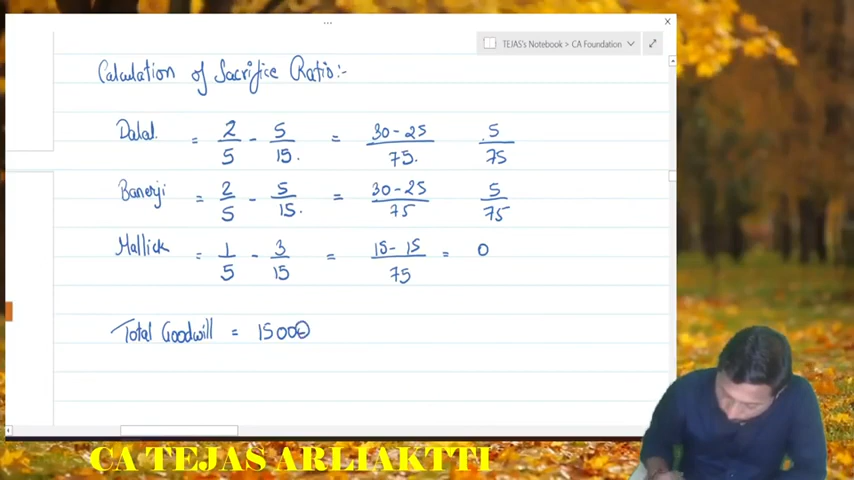 TEJAS's Notebook > CA Foundation
Calculation of Sacrifice Ratio:-
Dalal = 2/5 - 5/15 = 30-25/75 5/75
Banerji = 2/5 - 5/15 = 30-25/75 5/75
Mallick = 1/5 - 3/15 = 15-15/75 = 0
Total Goodwill = 15000
CA TEJAS ARLIAKTTI